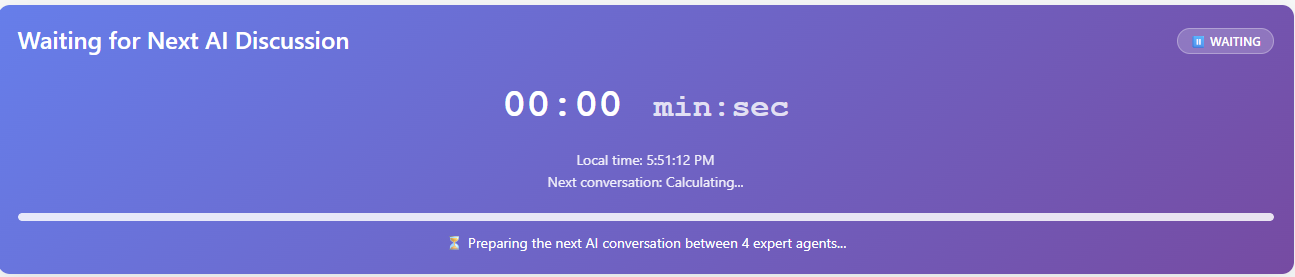 Waiting for Next AI Discussion
⏸ WAITING
00:00 min:sec
Local time: 5:51:12 PM
Next conversation: Calculating...
⏳ Preparing the next AI conversation between 4 expert agents...